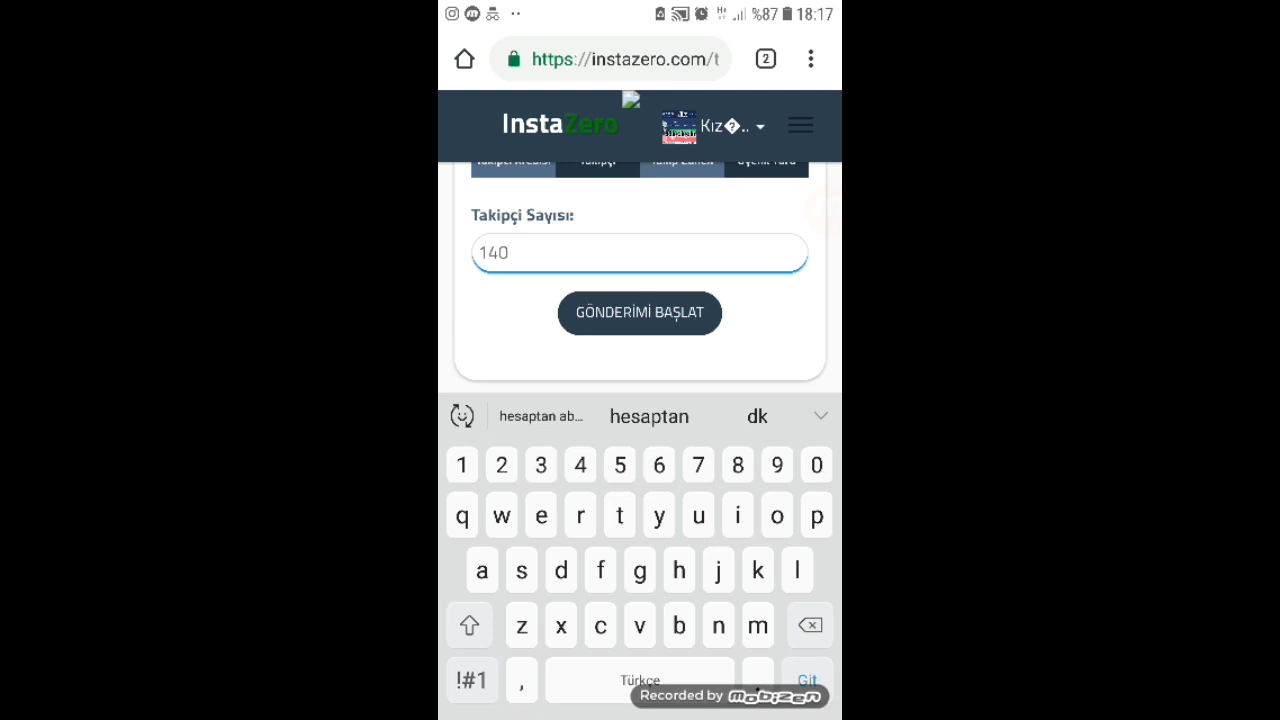 %87 18:17
https://instazero.com/t 2
InstaZero Kız�..
Takipçi Sayısı:
140
GÖNDERİMİ BAŞLAT
hesaptan ab... hesaptan dk
1 2 3 4 5 6 7 8 9 0
q w e r t y u i o p
a s d f g h j k l
z x c v b n m
!#1 , Türkçe Git
Recorded by mobizen